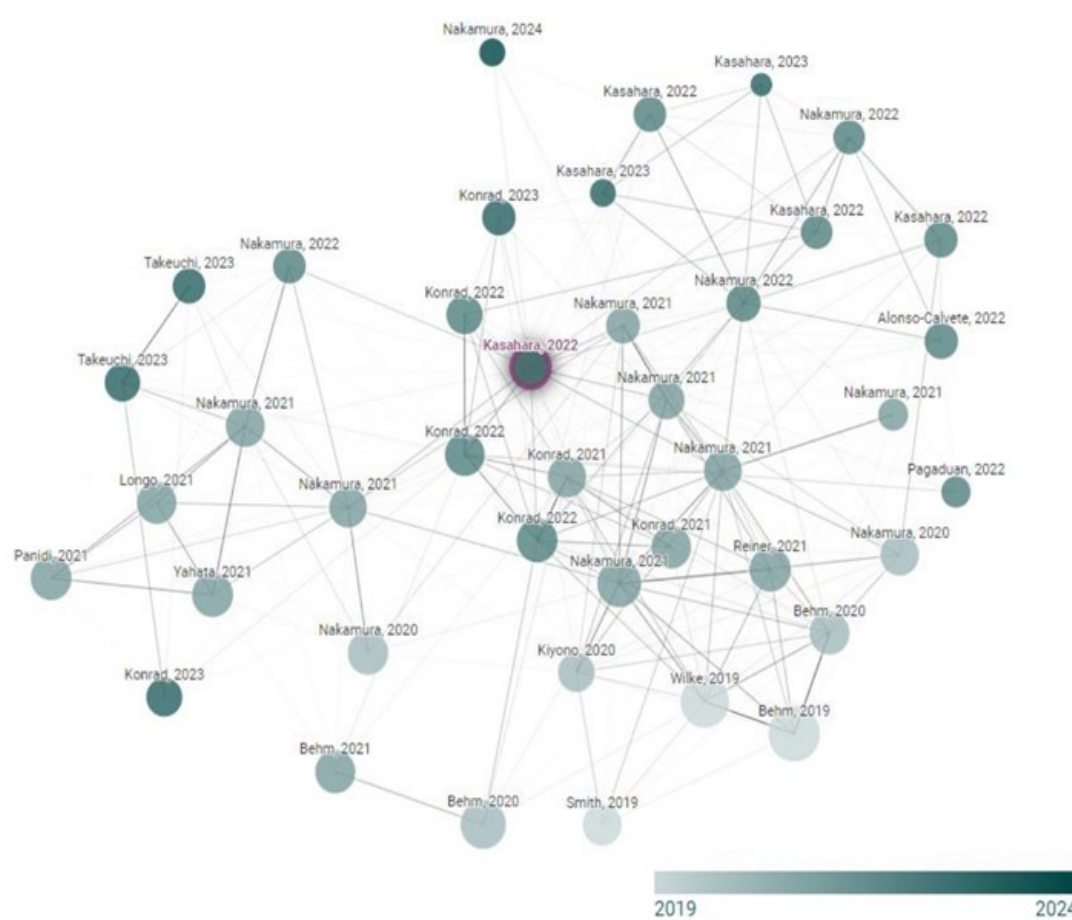 Nakamura, 2024
Kasahara, 2023
Kasahara, 2022
Nakamura, 2022
Kasahara, 2023
Konrad, 2023
Kasahara, 2022
Kasahara, 2022
Nakamura, 2022
Takeuchi, 2023
Nakamura, 2022
Konrad, 2022
Nakamura, 2021
Alonso-Calvete, 2022
Kasahara, 2022
Takeuchi, 2023
Nakamura, 2021
Nakamura, 2021
Nakamura, 2021
Konrad, 2022
Konrad, 2021
Nakamura, 2021
Pagaduan, 2022
Longo, 2021
Nakamura, 2021
Konrad, 2022
Konrad, 2021
Nakamura, 2020
Reiner, 2021
Panidi, 2021
Nakamura, 2021
Yahata, 2021
Behm, 2020
Nakamura, 2020
Kiyono, 2020
Konrad, 2023
Wilke, 2019
Behm, 2019
Behm, 2021
Behm, 2020
Smith, 2019
2019
2024